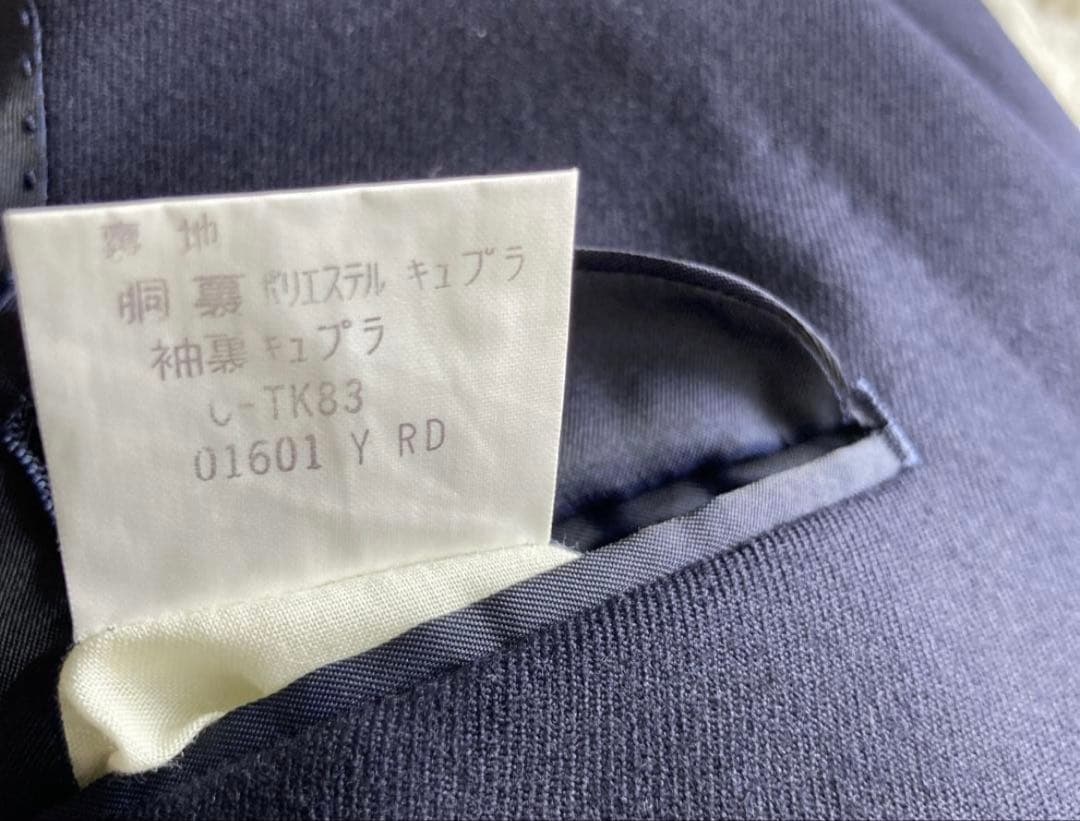 裏地
胴裏 ポリエステル キュプラ
袖裏 キュプラ
-TK83
01601 Y RD